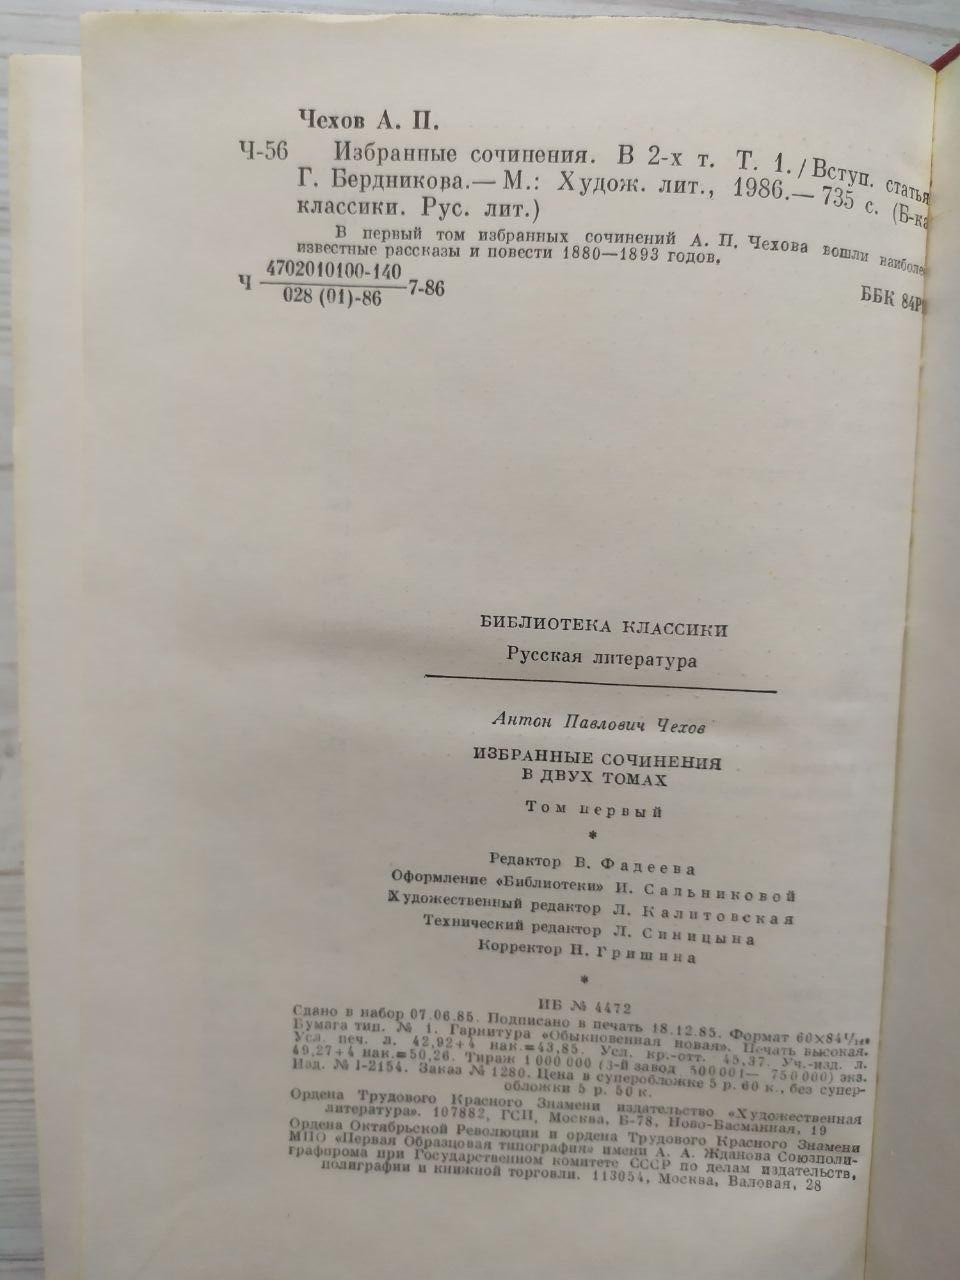 Чехов А. П.
Ч-56 Избранные сочинения. В 2-х т. Т. 1./Вступ. статья
Г. Бердникова.— М.: Худож. лит., 1986.— 735 с. (Б-ка
классики. Рус. лит.)
В первый том избранных сочинений А. П. Чехова вошли наиболе
известные рассказы и повести 1880—1893 годов.
Ч 4702010100-140
028 (01)-86 7-86
ББК 84Р
БИБЛИОТЕКА КЛАССИКИ
Русская литература
Антон Павлович Чехов
ИЗБРАННЫЕ СОЧИНЕНИЯ
В ДВУХ ТОМАХ
Том первый
*
Редактор В. Фадеева
Оформление «Библиотеки» И. Сальниковой
Художественный редактор Л. Калитовская
Технический редактор Л. Синицына
Корректор Н. Гришина
*
ИБ № 4472
Сдано в набор 07.06.85. Подписано в печать 18.12.85. Формат 60×84 1/16.
Бумага тип. № 1. Гарнитура «Обыкновенная новая». Печать высокая.
Усл. печ. л. 42,92+4 нак.=43,85. Усл. кр.-отт. 45,37. Уч.-изд. л.
49,27+4 нак.=50,26. Тираж 1 000 000 (3-й завод 500 001— 750 000) экз.
Изд. № I-2154. Заказ № 1280. Цена в суперобложке 5 р. 60 к., без супер-
обложки 5 р. 50 к.
Ордена Трудового Красного Знамени издательство «Художественная
литература». 107882, ГСП, Москва, Б-78, Ново-Басманная, 19
Ордена Октябрьской Революции и ордена Трудового Красного Знамени
МПО «Первая Образцовая типография» имени А. А. Жданова Союзполи-
графпрома при Государственном комитете СССР по делам издательств,
полиграфии и книжной торговли. 113054, Москва, Валовая, 28